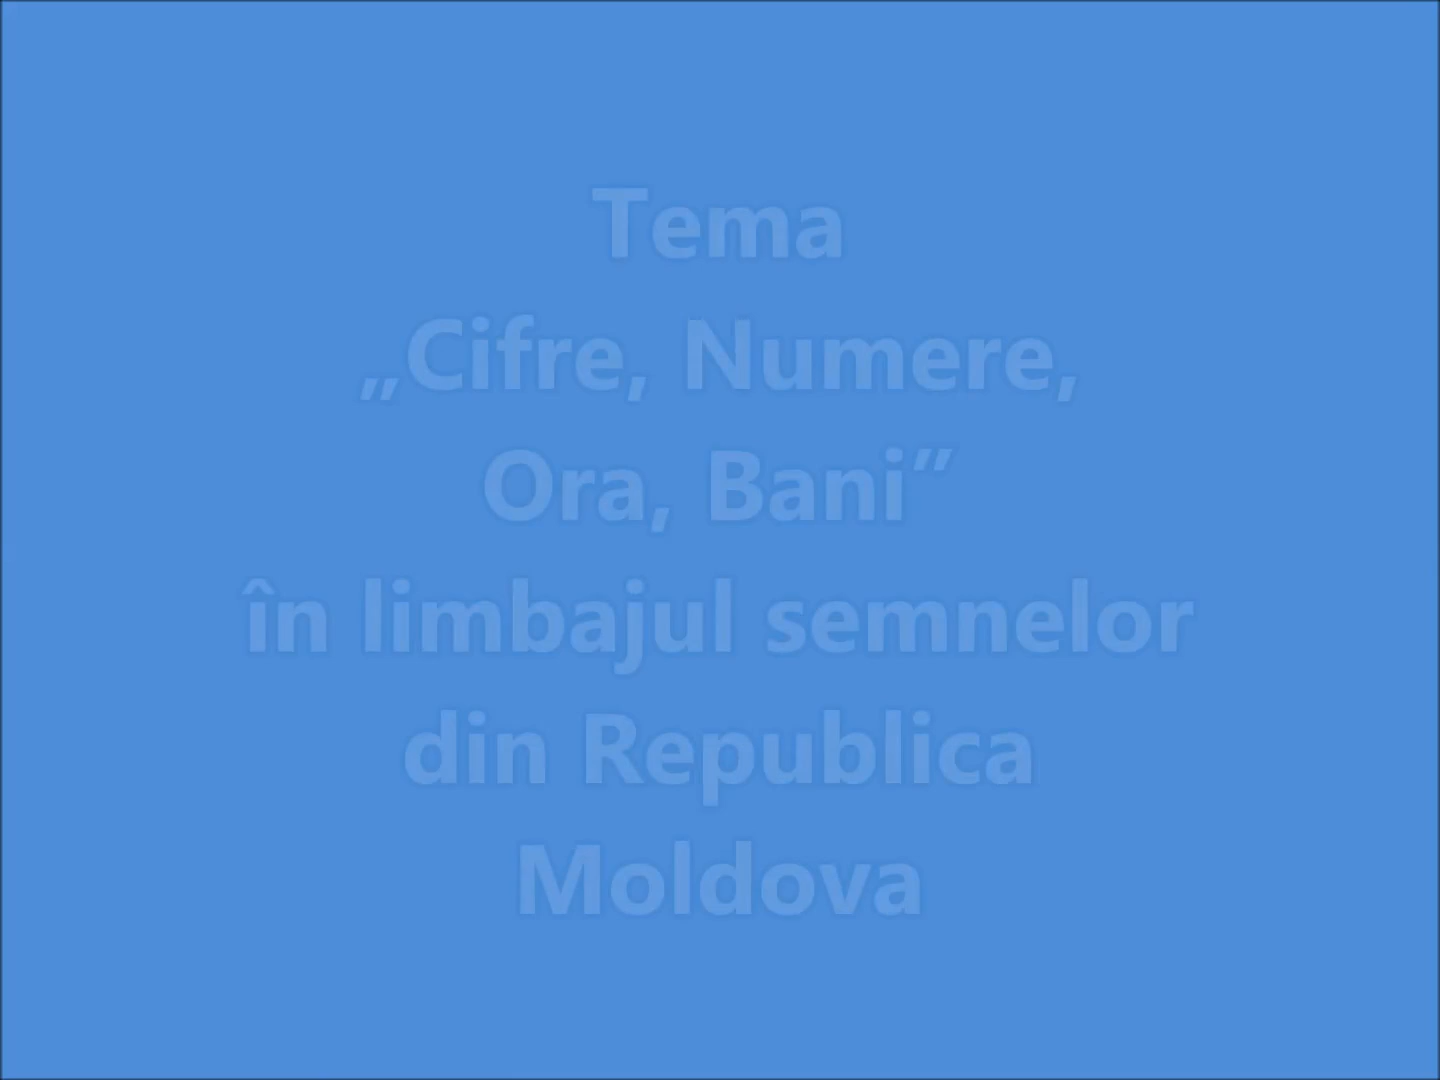 Tema
„Cifre, Numere,
Ora, Bani”
în limbajul semnelor
din Republica
Moldova